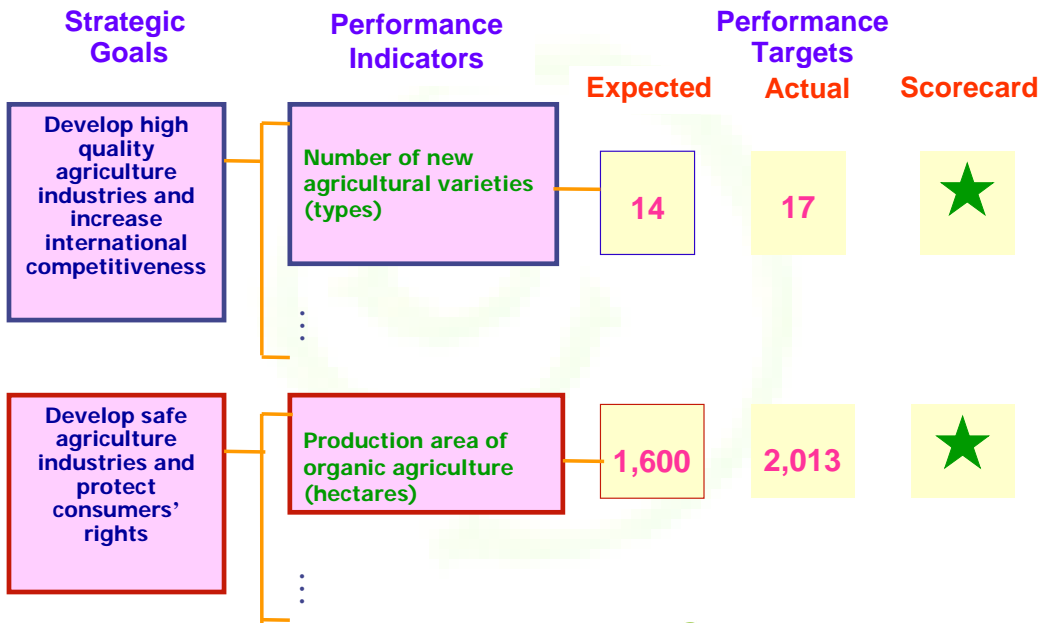 Strategic
Goals
Performance
Indicators
Performance
Targets
Expected
Actual
Scorecard
Develop high
quality
agriculture
industries and
increase
international
competitiveness
Number of new
agricultural varieties
(types)
14
17
...
Develop safe
agriculture
industries and
protect
consumers’
rights
Production area of
organic agriculture
(hectares)
1,600
2,013
...